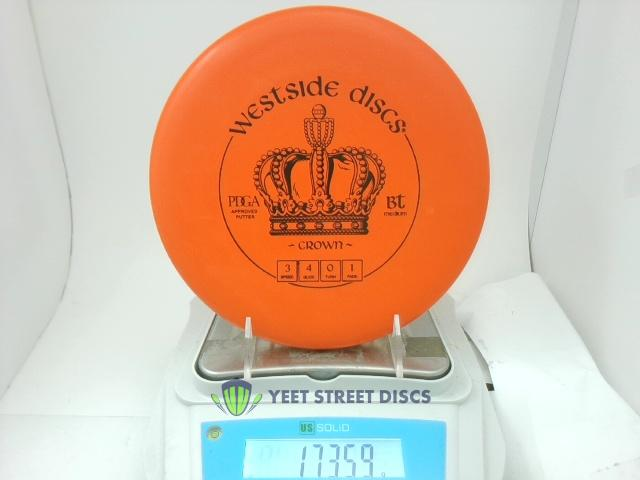 WESTSIDE DISCS
PDGA
APPROVED
PUTTER
BT
medium
~ CROWN ~
3 4 0 1
SPEED GLIDE TURN FADE
YEET STREET DISCS
US SOLID
173.59 g